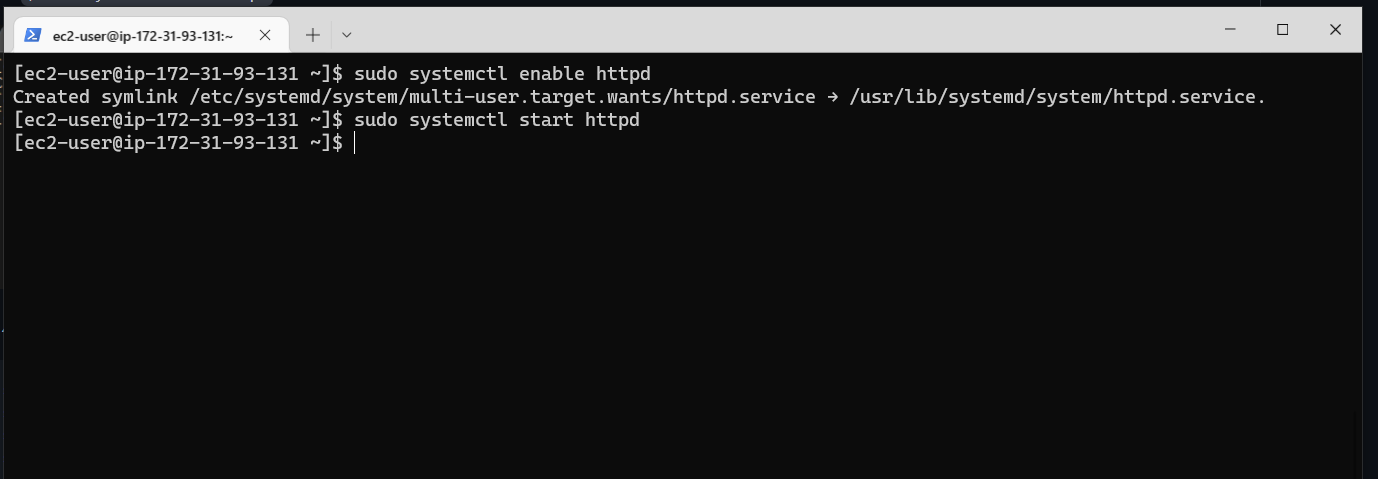 ec2-user@ip-172-31-93-131:~
[ec2-user@ip-172-31-93-131 ~]$ sudo systemctl enable httpd
Created symlink /etc/systemd/system/multi-user.target.wants/httpd.service → /usr/lib/systemd/system/httpd.service.
[ec2-user@ip-172-31-93-131 ~]$ sudo systemctl start httpd
[ec2-user@ip-172-31-93-131 ~]$